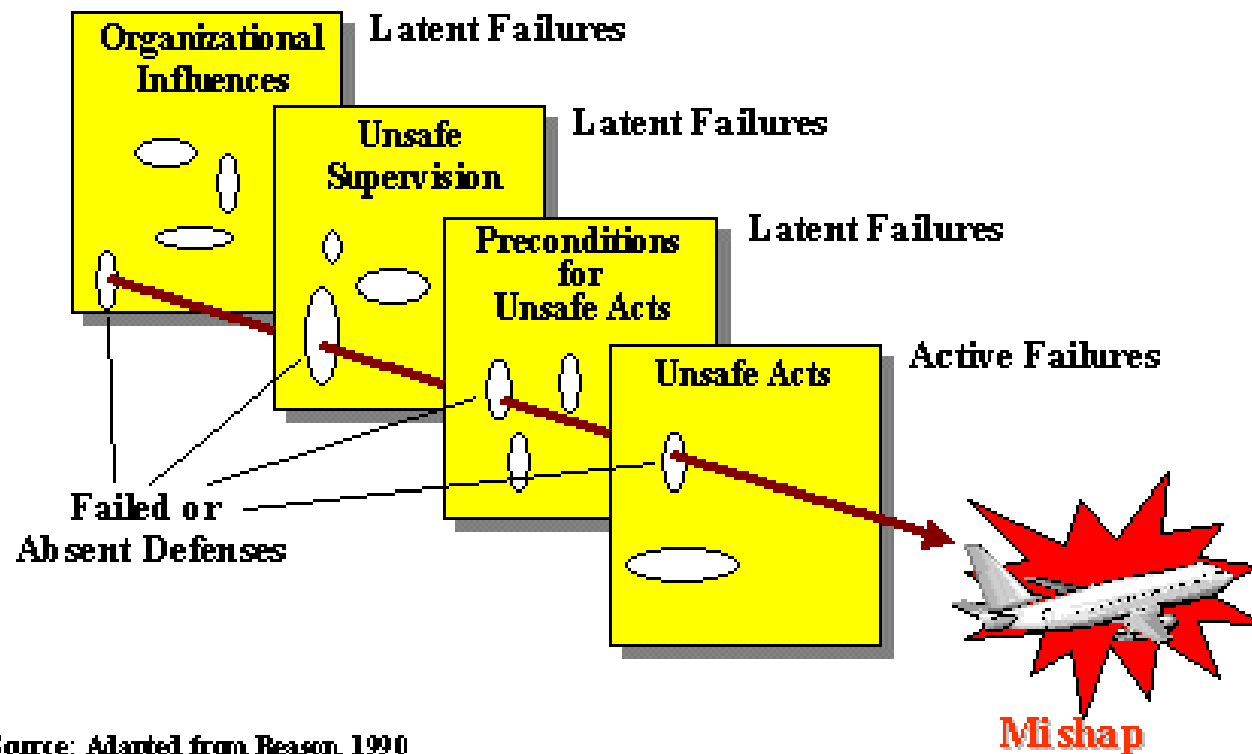 Organizational
Influences
Latent Failures
Unsafe
Supervision
Latent Failures
Preconditions
for
Unsafe Acts
Latent Failures
Unsafe Acts
Active Failures
Failed or
Absent Defenses
Mishap
Source: Adapted from Reason, 1990